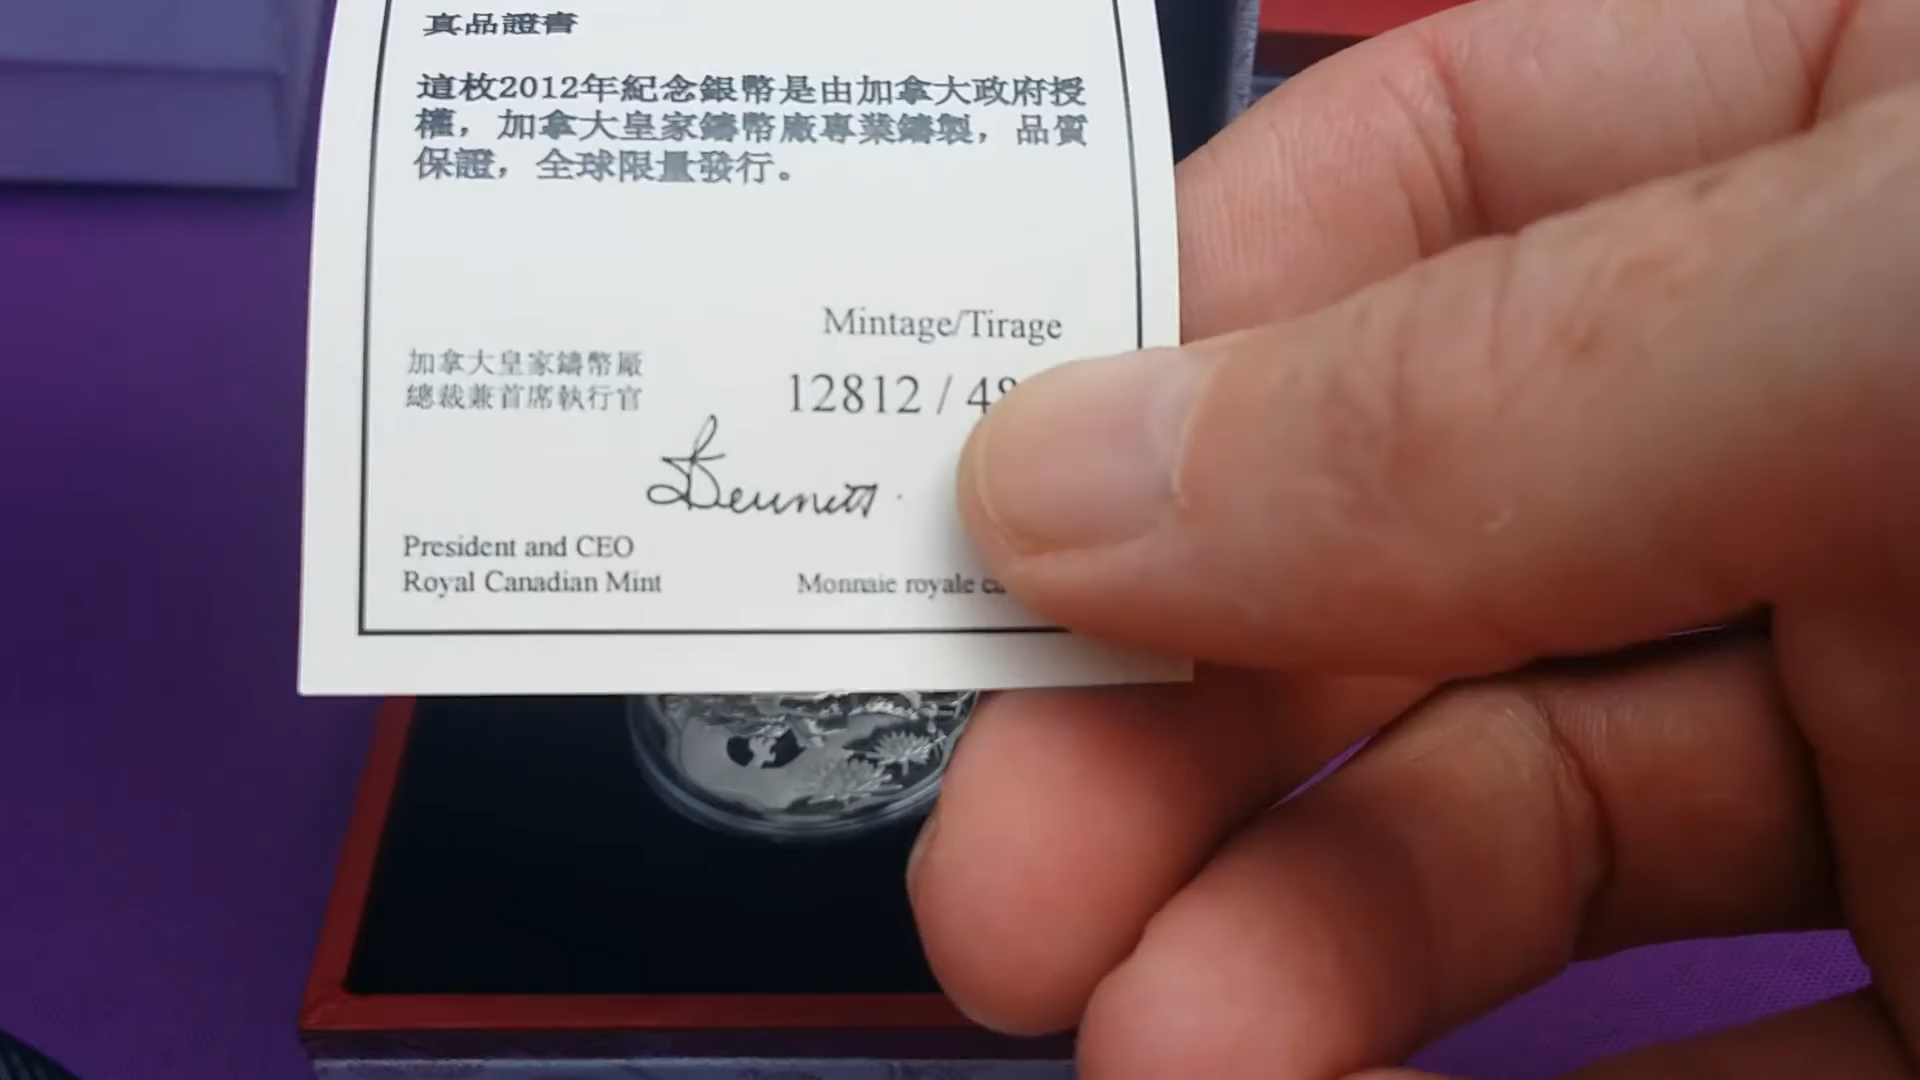 真品證書
這枚2012年紀念銀幣是由加拿大政府授
權，加拿大皇家鑄幣廠專業鑄製，品質
保證，全球限量發行。
Mintage/Tirage
加拿大皇家鑄幣厰
總裁兼首席執行官
12812 / 4
Bennett
President and CEO
Royal Canadian Mint
Monnaie royale